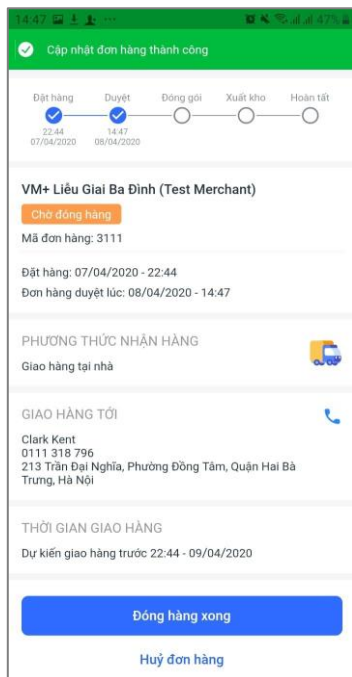 14:47 ... 47%
Cập nhật đơn hàng thành công
Đặt hàng Duyệt Đóng gói Xuất kho Hoàn tất
22:44 14:47
07/04/2020 08/04/2020
VM+ Liễu Giai Ba Đình (Test Merchant)
Chờ đóng hàng
Mã đơn hàng: 3111
Đặt hàng: 07/04/2020 - 22:44
Đơn hàng duyệt lúc: 08/04/2020 - 14:47
PHƯƠNG THỨC NHẬN HÀNG
Giao hàng tại nhà
GIAO HÀNG TỚI
Clark Kent
0111 318 796
213 Trần Đại Nghĩa, Phường Đồng Tâm, Quận Hai Bà
Trưng, Hà Nội
THỜI GIAN GIAO HÀNG
Dự kiến giao hàng trước 22:44 - 09/04/2020
Đóng hàng xong
Huỷ đơn hàng